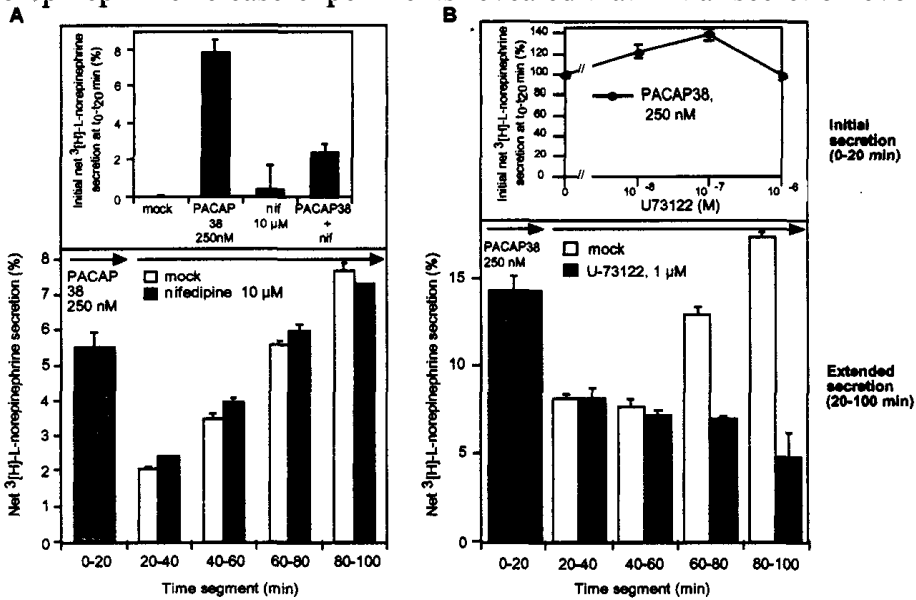 A
B
Initial net ³[H]-L-norepinephrine
secretion at t₀-t₂₀ min (%)
8
6
4
2
0
mock
PACAP
38
250nM
nif
10 µM
PACAP38
+
nif
Initial net ³[H]-L-norepinephrine
secretion at t₀-t₂₀ min (%)
140
120
100
80
60
40
20
0
PACAP38,
250 nM
0
10⁻⁸
10⁻⁷
10⁻⁶
U73122 (M)
Initial
secretion
(0-20 min)
Net ³[H]-L-norepinephrine secretion (%)
8
7
6
5
4
3
2
1
0
PACAP
38
250 nM
mock
nifedipine 10 µM
0-20
20-40
40-60
60-80
80-100
Time segment (min)
Net ³[H]-L-norepinephrine secretion (%)
15
10
5
0
PACAP38
250 nM
mock
U-73122, 1 µM
0-20
20-40
40-60
60-80
80-100
Time segment (min)
Extended
secretion
(20-100 min)